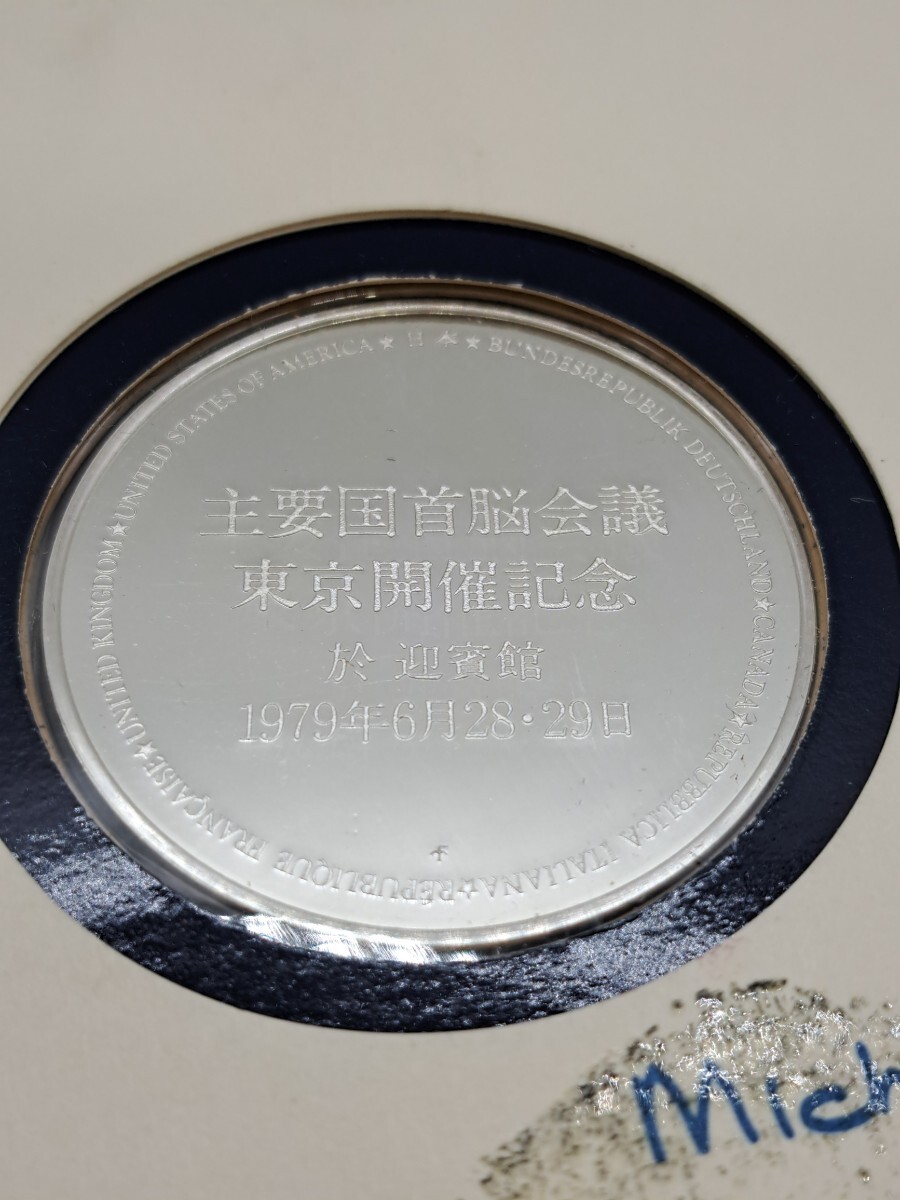 主要国首脳会議
東京開催記念
於 迎賓館
1979年6月28・29日
★日本★BUNDESREPUBLIK DEUTSCHLAND★CANADA★REPUBBLICA ITALIANA★RÉPUBLIQUE FRANÇAISE★UNITED KINGDOM★UNITED STATES OF AMERICA